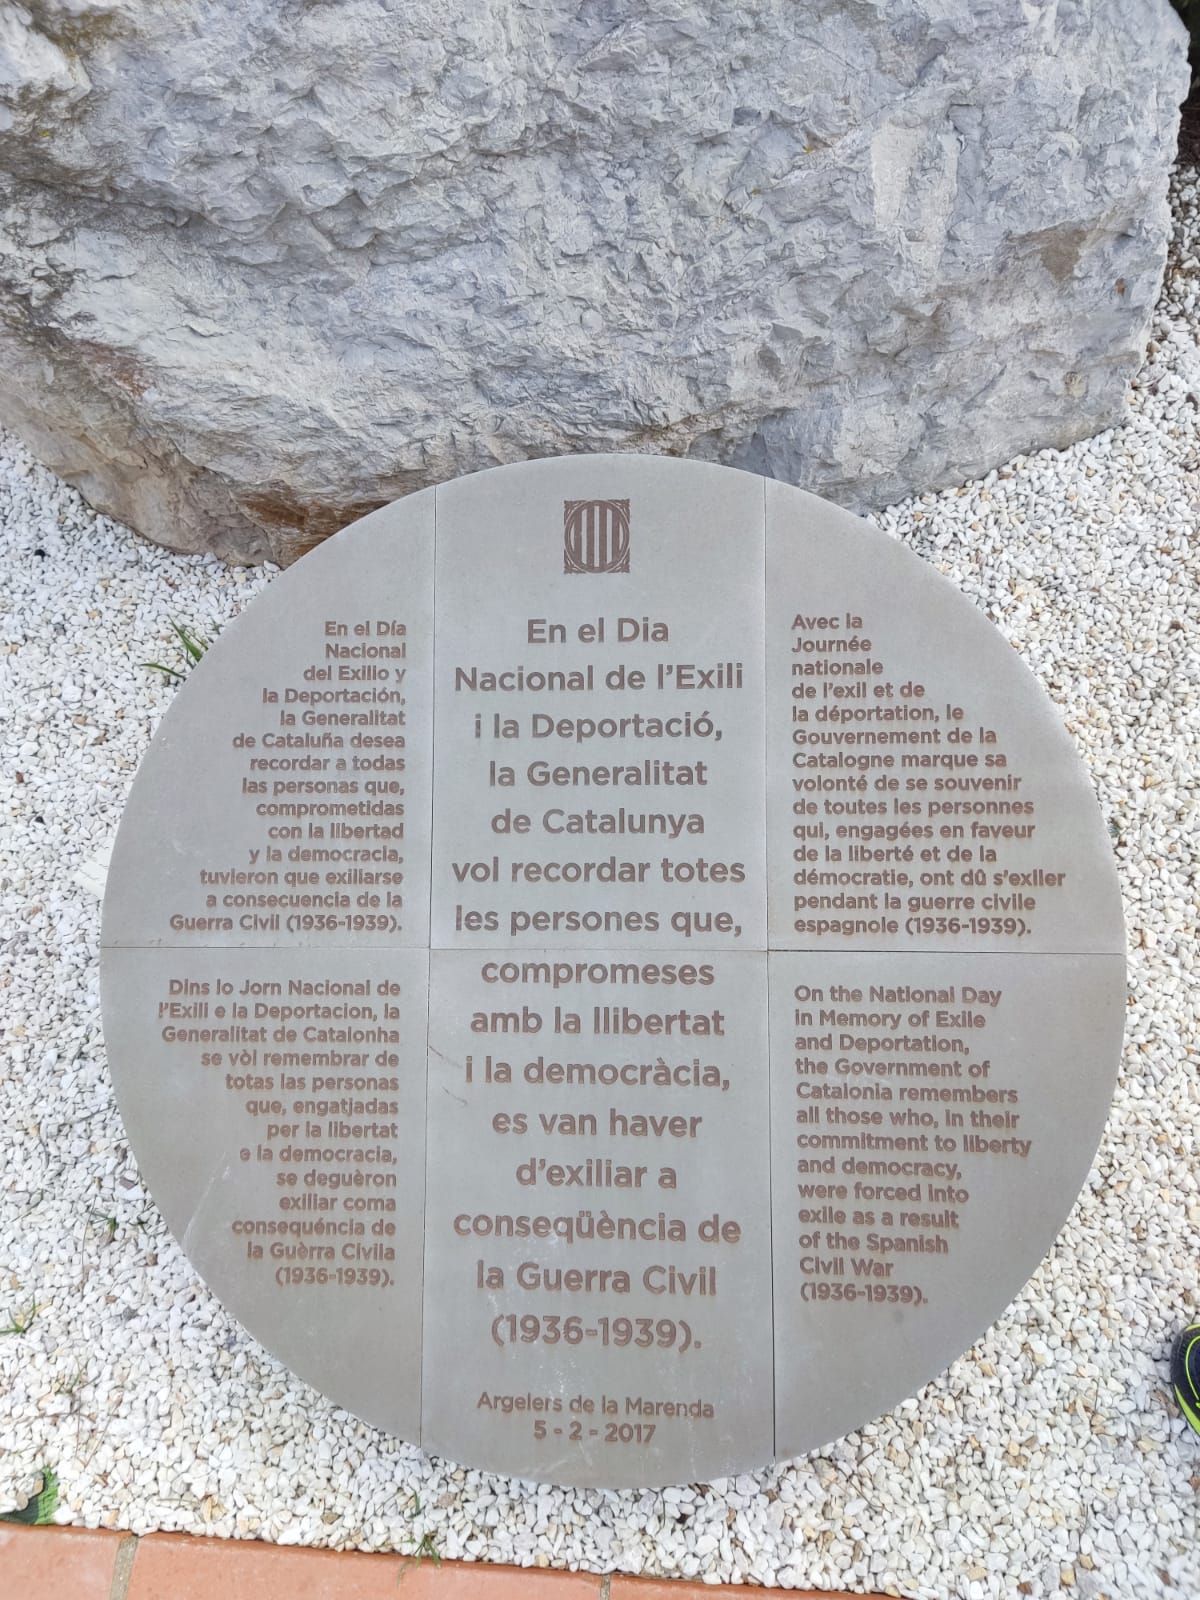 En el Día
Nacional
del Exilio y
la Deportación,
la Generalitat
de Cataluña desea
recordar a todas
las personas que,
comprometidas
con la libertad
y la democracia,
tuvieron que exiliarse
a consecuencia de la
Guerra Civil (1936-1939).
En el Dia
Nacional de l'Exili
i la Deportació,
la Generalitat
de Catalunya
vol recordar totes
les persones que,
compromeses
amb la llibertat
i la democràcia,
es van haver
d'exiliar a
conseqüència de
la Guerra Civil
(1936-1939).
Argelers de la Marenda
5 - 2 - 2017
Avec la
Journée
nationale
de l'exil et de
la déportation, le
Gouvernement de la
Catalogne marque sa
volonté de se souvenir
de toutes les personnes
qui, engagées en faveur
de la liberté et de la
démocratie, ont dû s'exiler
pendant la guerre civile
espagnole (1936-1939).
Dins lo Jorn Nacional de
l'Exili e la Deportacion, la
Generalitat de Catalonha
se vòl remembrar de
totas las personas
que, engatjadas
per la libertat
e la democracia,
se deguèron
exiliar coma
conseqüéncia de
la Guèrra Civila
(1936-1939).
On the National Day
in Memory of Exile
and Deportation,
the Government of
Catalonia remembers
all those who, in their
commitment to liberty
and democracy,
were forced into
exile as a result
of the Spanish
Civil War
(1936-1939).